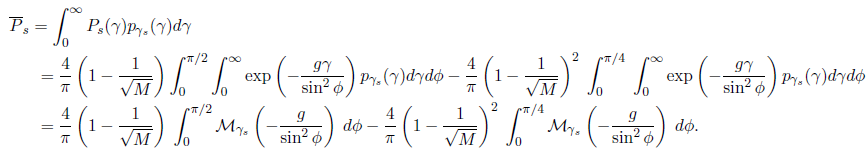 $\overline{P}_s = \int_0^\infty P_s(\gamma) p_{\gamma_s}(\gamma) d\gamma$
$= \frac{4}{\pi} \left(1 - \frac{1}{\sqrt{M}}\right) \int_0^{\pi/2} \int_0^\infty \exp\left(-\frac{g\gamma}{\sin^2 \phi}\right) p_{\gamma_s}(\gamma) d\gamma d\phi - \frac{4}{\pi} \left(1 - \frac{1}{\sqrt{M}}\right)^2 \int_0^{\pi/4} \int_0^\infty \exp\left(-\frac{g\gamma}{\sin^2 \phi}\right) p_{\gamma_s}(\gamma) d\gamma d\phi$
$= \frac{4}{\pi} \left(1 - \frac{1}{\sqrt{M}}\right) \int_0^{\pi/2} \mathcal{M}_{\gamma_s}\left(-\frac{g}{\sin^2 \phi}\right) d\phi - \frac{4}{\pi} \left(1 - \frac{1}{\sqrt{M}}\right)^2 \int_0^{\pi/4} \mathcal{M}_{\gamma_s}\left(-\frac{g}{\sin^2 \phi}\right) d\phi.$